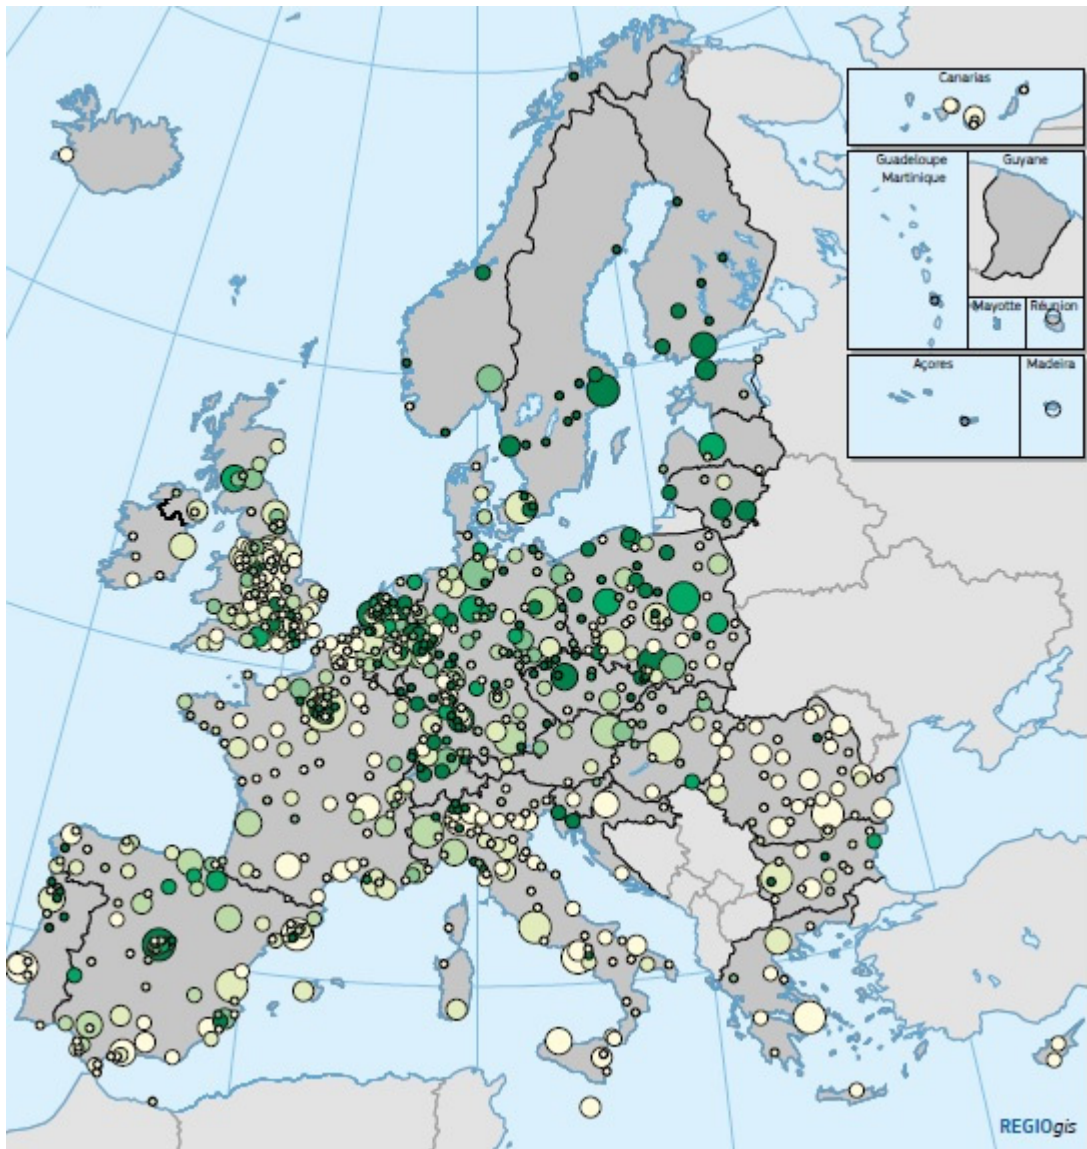 Canarias
Guadeloupe
Martinique
Guyane
Mayotte
Réunion
Açores
Madeira
REGIOgis